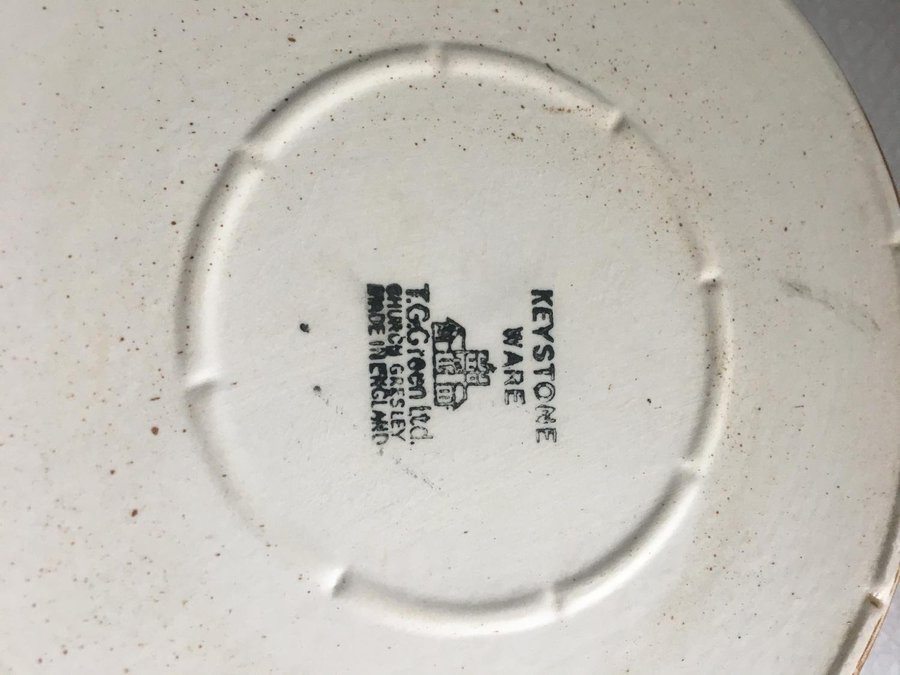 KEYSTONE
WARE
T.G.Green Ltd.
CHURCH GRESLEY
MADE IN ENGLAND